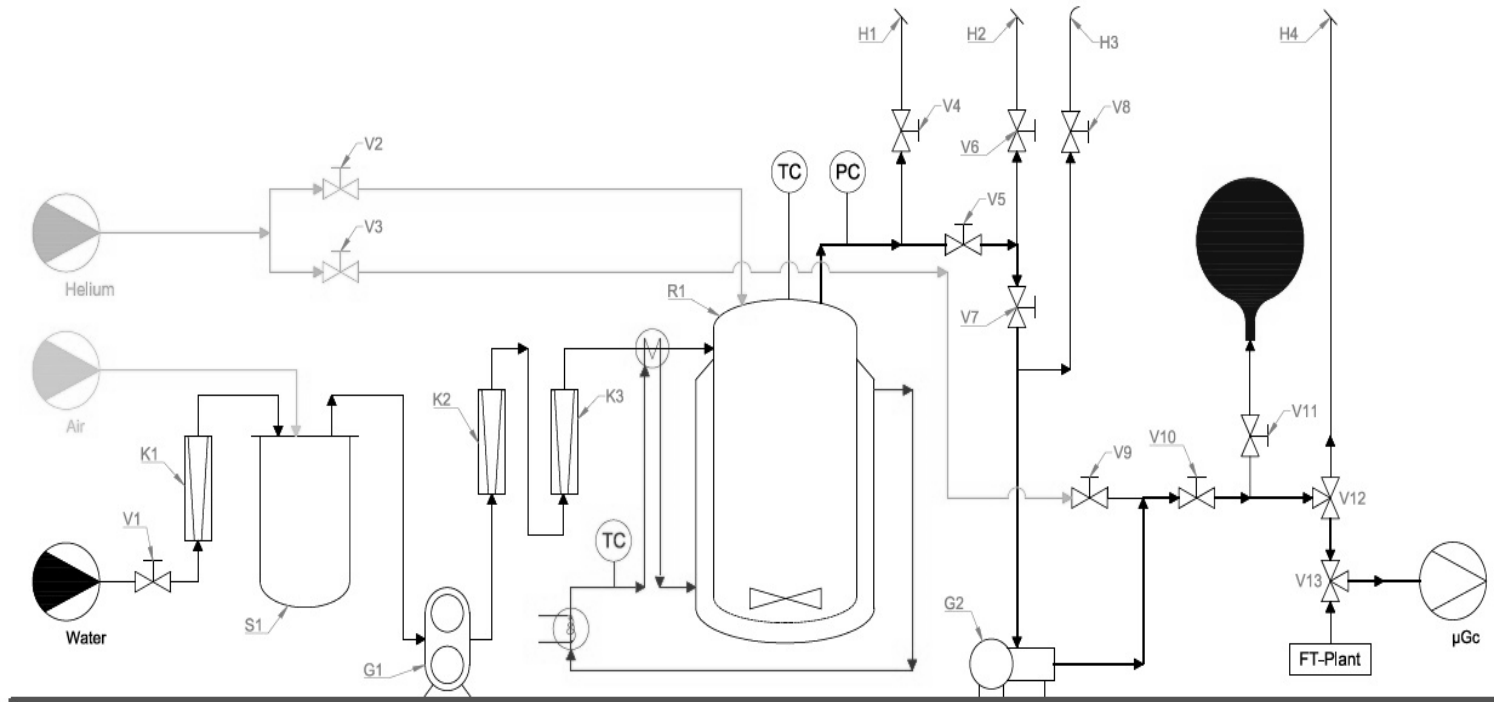 H1
H2
H3
H4
V4
V6
V8
V2
TC
PC
V5
V3
Helium
R1
V7
M
Air
K2
K3
V11
K1
V9
V10
V12
V1
TC
V13
Water
S1
G2
µGc
G1
8
FT-Plant